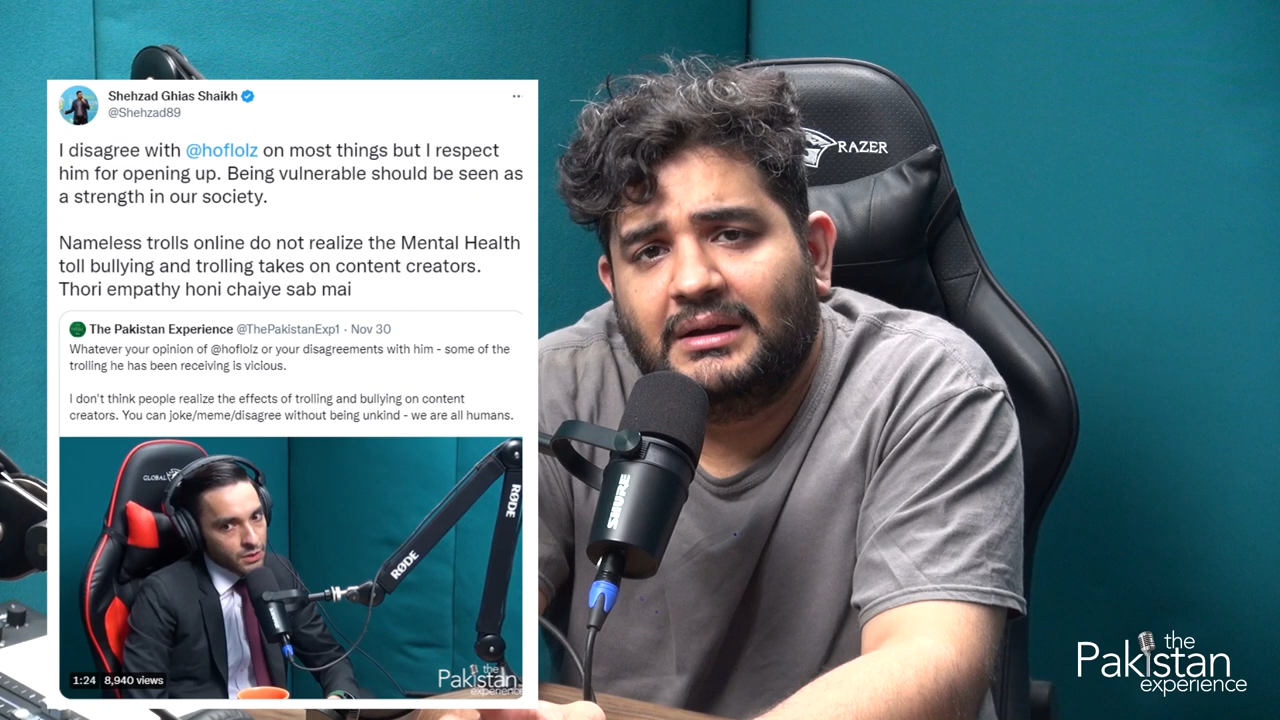 Shehzad Ghias Shaikh
@Shehzad89
I disagree with @hoflolz on most things but I respect
him for opening up. Being vulnerable should be seen as
a strength in our society.
Nameless trolls online do not realize the Mental Health
toll bullying and trolling takes on content creators.
Thori empathy honi chaiye sab mai
The Pakistan Experience @ThePakistanExp1 · Nov 30
Whatever your opinion of @hoflolz or your disagreements with him - some of the
trolling he has been receiving is vicious.
I don't think people realize the effects of trolling and bullying on content
creators. You can joke/meme/disagree without being unkind - we are all humans.
GLOBAL
RØDE
RØDE
1:24 8,940 views
the
Pakistan
experience
RAZER
SHURE
the
Pakistan
experience